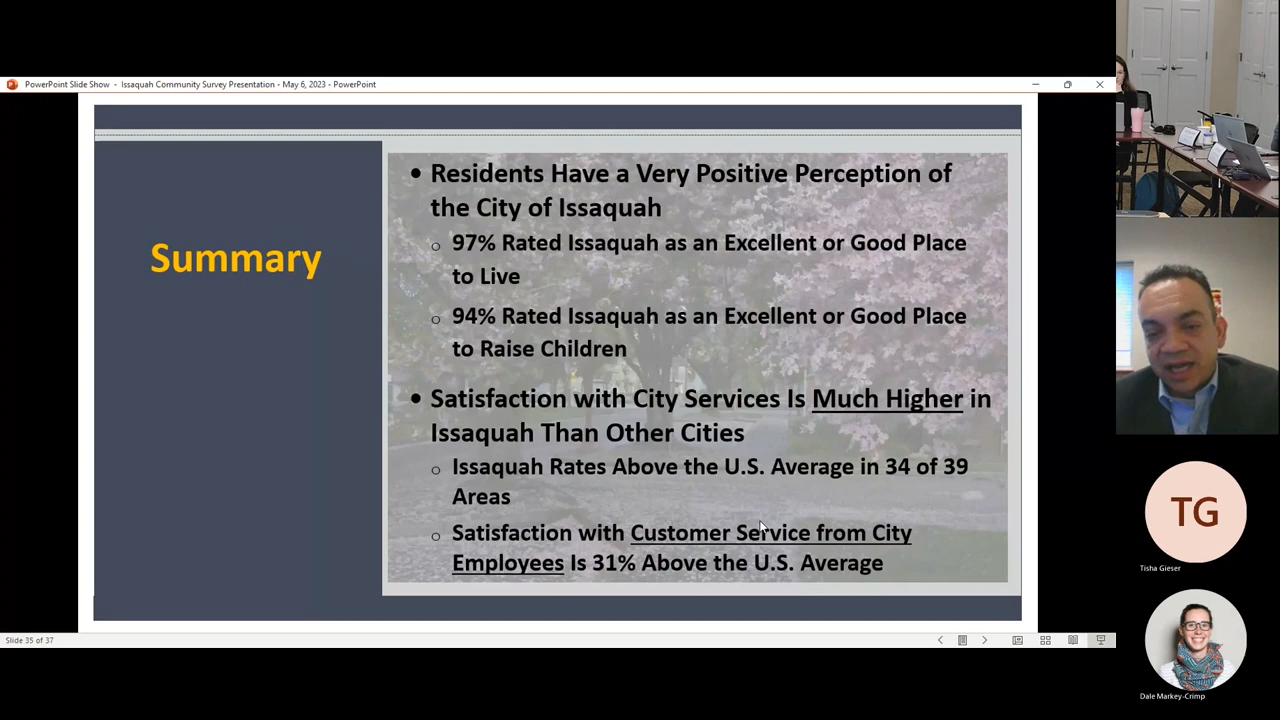 PowerPoint Slide Show - Issaquah Community Survey Presentation - May 6, 2023 - PowerPoint
Summary
• Residents Have a Very Positive Perception of
the City of Issaquah
o 97% Rated Issaquah as an Excellent or Good Place
to Live
o 94% Rated Issaquah as an Excellent or Good Place
to Raise Children
• Satisfaction with City Services Is Much Higher in
Issaquah Than Other Cities
o Issaquah Rates Above the U.S. Average in 34 of 39
Areas
o Satisfaction with Customer Service from City
Employees Is 31% Above the U.S. Average
Slide 35 of 37
TG
Tisha Gieser
Dale Markey-Crimp